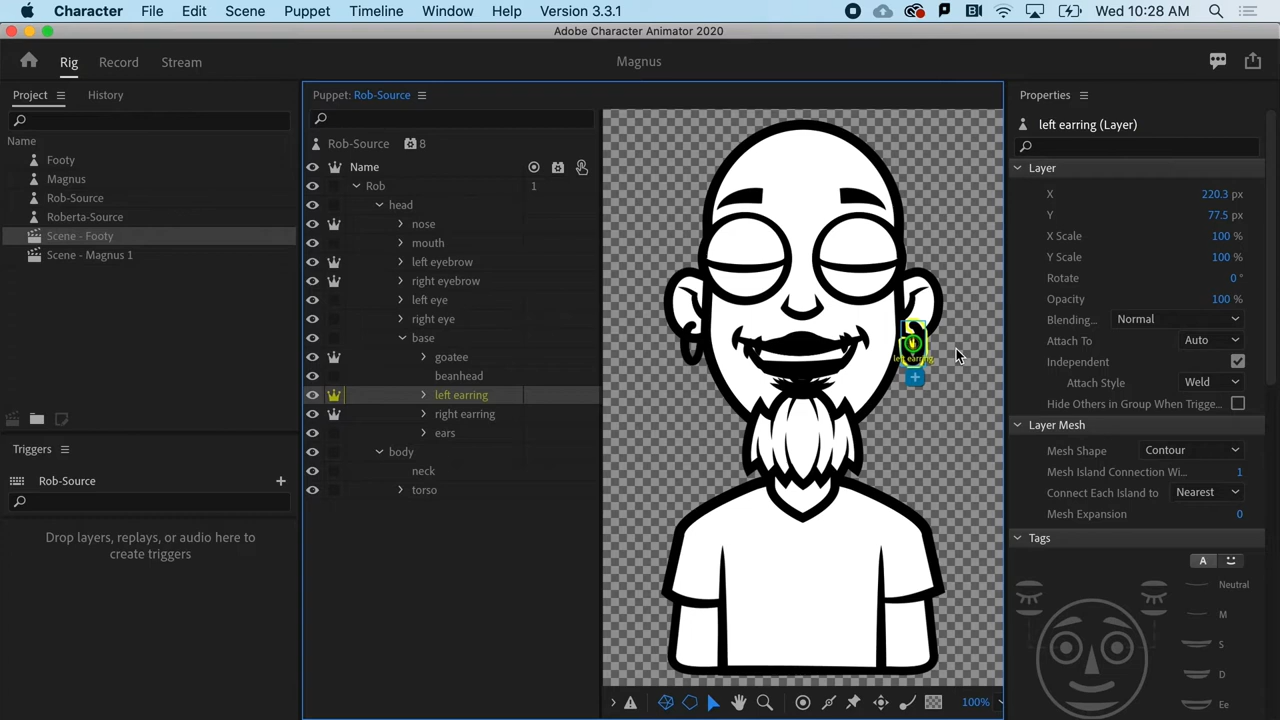 Character File Edit Scene Puppet Timeline Window Help Version 3.3.1 Wed 10:28 AM
Adobe Character Animator 2020
Rig Record Stream Magnus
Project History
Name
Footy
Magnus
Rob-Source
Roberta-Source
Scene - Footy
Scene - Magnus 1
Triggers
Rob-Source
Drop layers, replays, or audio here to
create triggers
Puppet: Rob-Source
Rob-Source 8
Name
Rob 1
head
nose
mouth
left eyebrow
right eyebrow
left eye
right eye
base
goatee
beanhead
left earring
right earring
ears
body
neck
torso
left earring
100%
Properties
left earring (Layer)
Layer
X 220.3 px
Y 77.5 px
X Scale 100 %
Y Scale 100 %
Rotate 0 °
Opacity 100 %
Blending... Normal
Attach To Auto
Independent
Attach Style Weld
Hide Others in Group When Trigge...
Layer Mesh
Mesh Shape Contour
Mesh Island Connection Wi... 1
Connect Each Island to Nearest
Mesh Expansion 0
Tags
A
Neutral
M
S
D
Ee